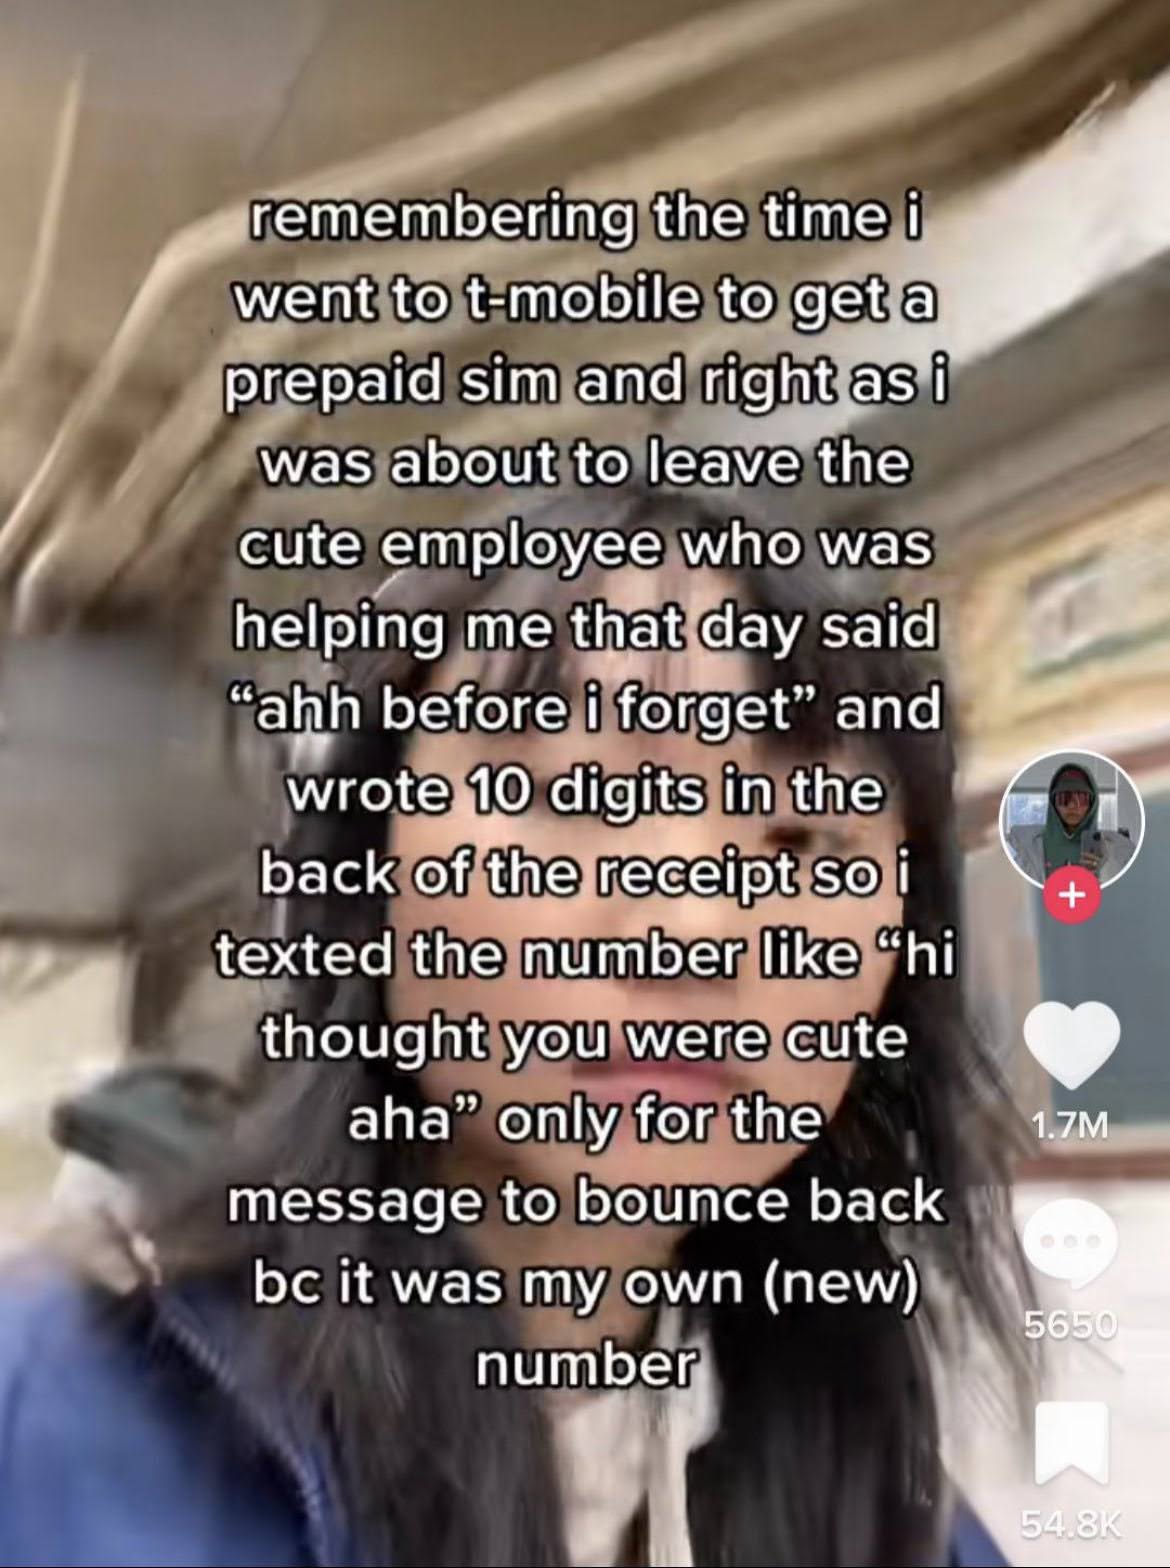 remembering the time i
went to t-mobile to get a
prepaid sim and right as i
was about to leave the
cute employee who was
helping me that day said
“ahh before i forget” and
wrote 10 digits in the
back of the receipt so i
texted the number like “hi
thought you were cute
aha” only for the
message to bounce back
bc it was my own (new)
number
1.7M
5650
54.8K